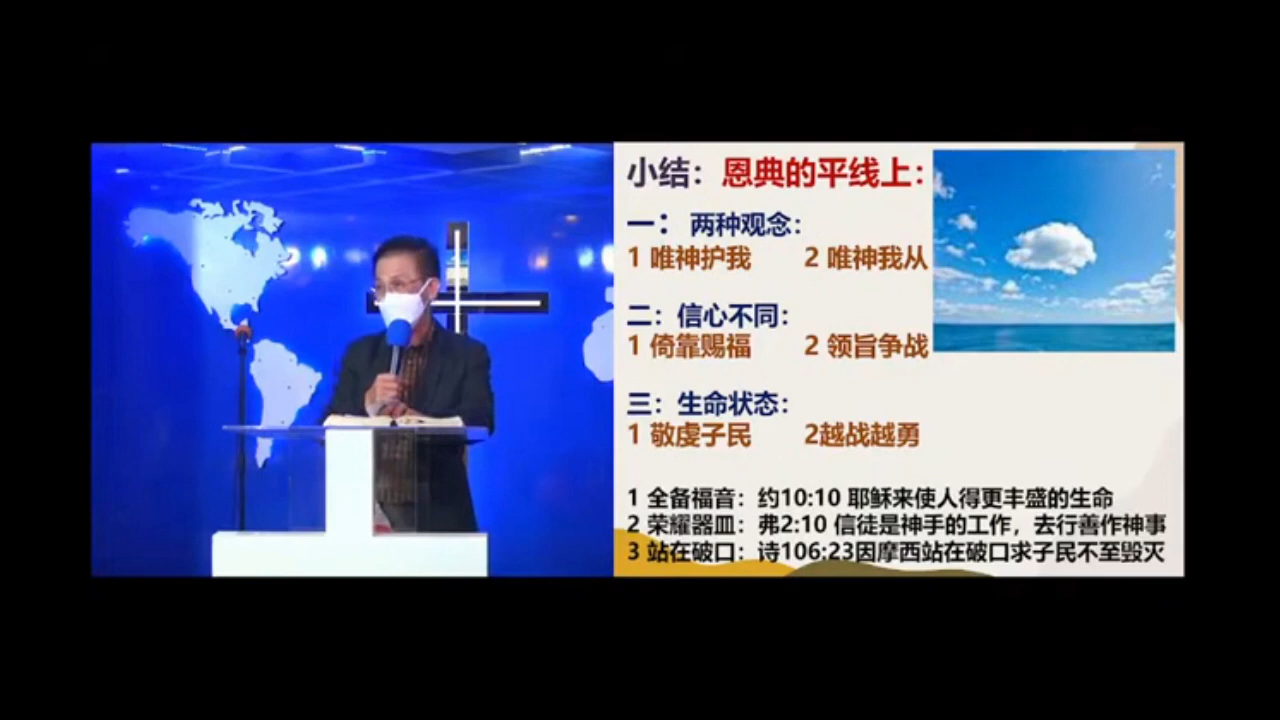 小结：恩典的平线上：
一：两种观念：
1 唯神护我 2 唯神我从
二：信心不同：
1 倚靠赐福 2 领旨争战
三：生命状态：
1 敬虔子民 2越战越勇
1 全备福音：约10:10 耶稣来使人得更丰盛的生命
2 荣耀器皿：弗2:10 信徒是神手的工作，去行善作神事
3 站在破口：诗106:23因摩西站在破口求子民不至毁灭